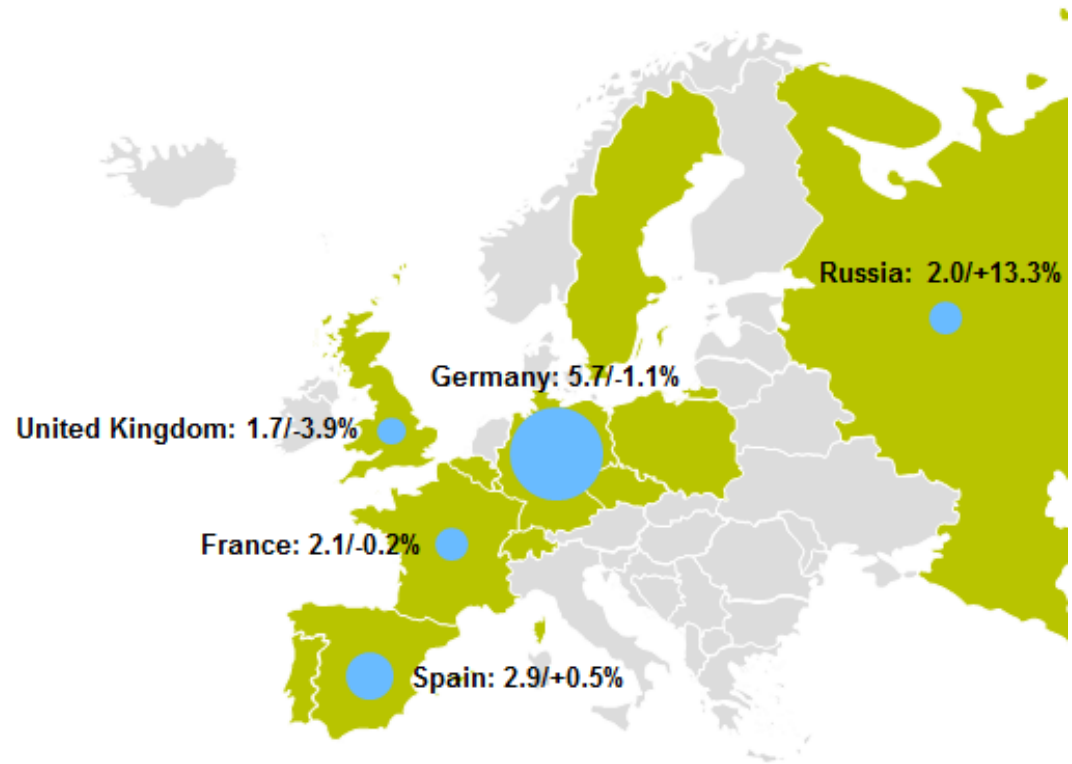 Russia: 2.0/+13.3%
Germany: 5.7/-1.1%
United Kingdom: 1.7/-3.9%
France: 2.1/-0.2%
Spain: 2.9/+0.5%